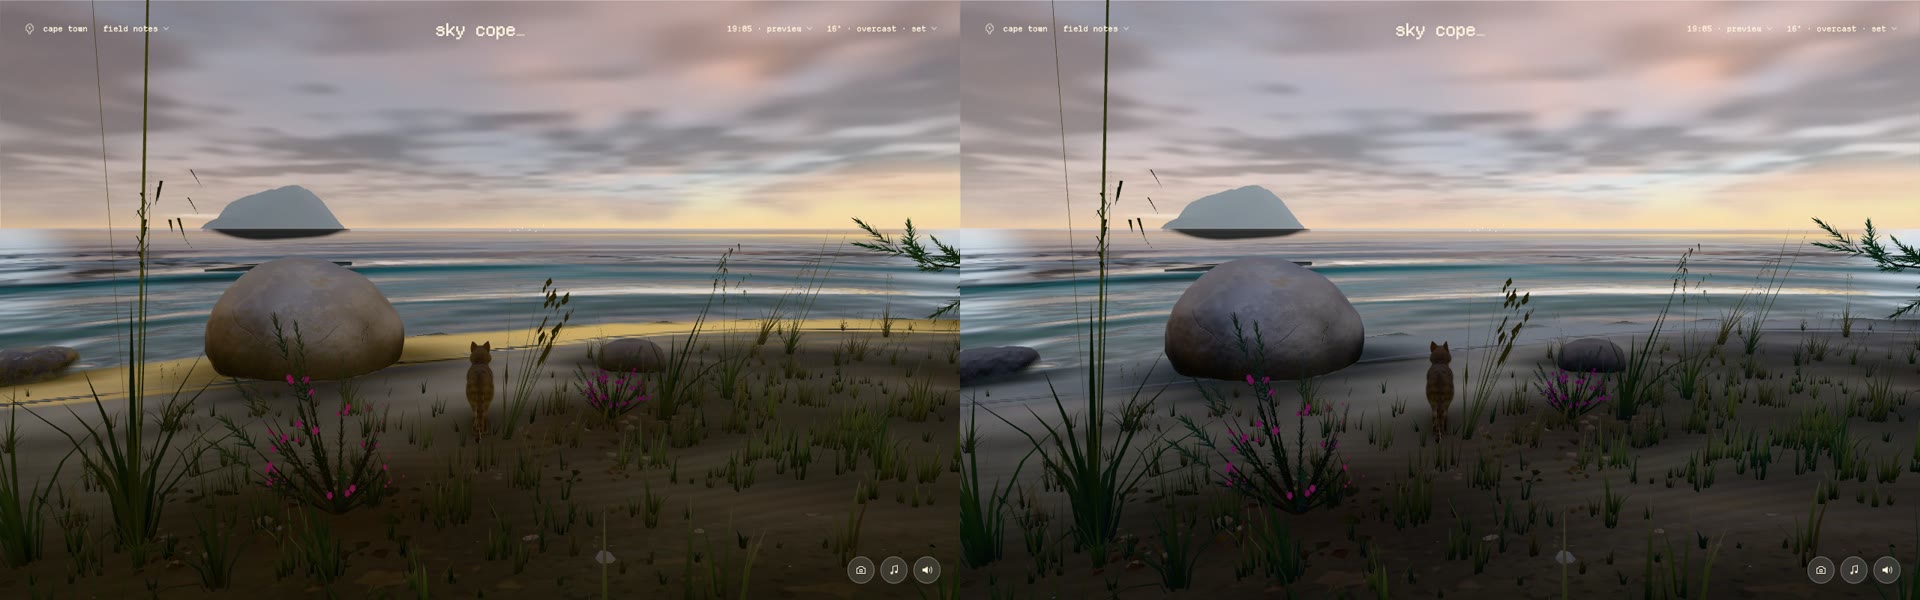 cape town field notes
sky cope_
19:05 · preview
16° · overcast · set
cape town field notes
sky cope_
19:05 · preview
16° · overcast · set